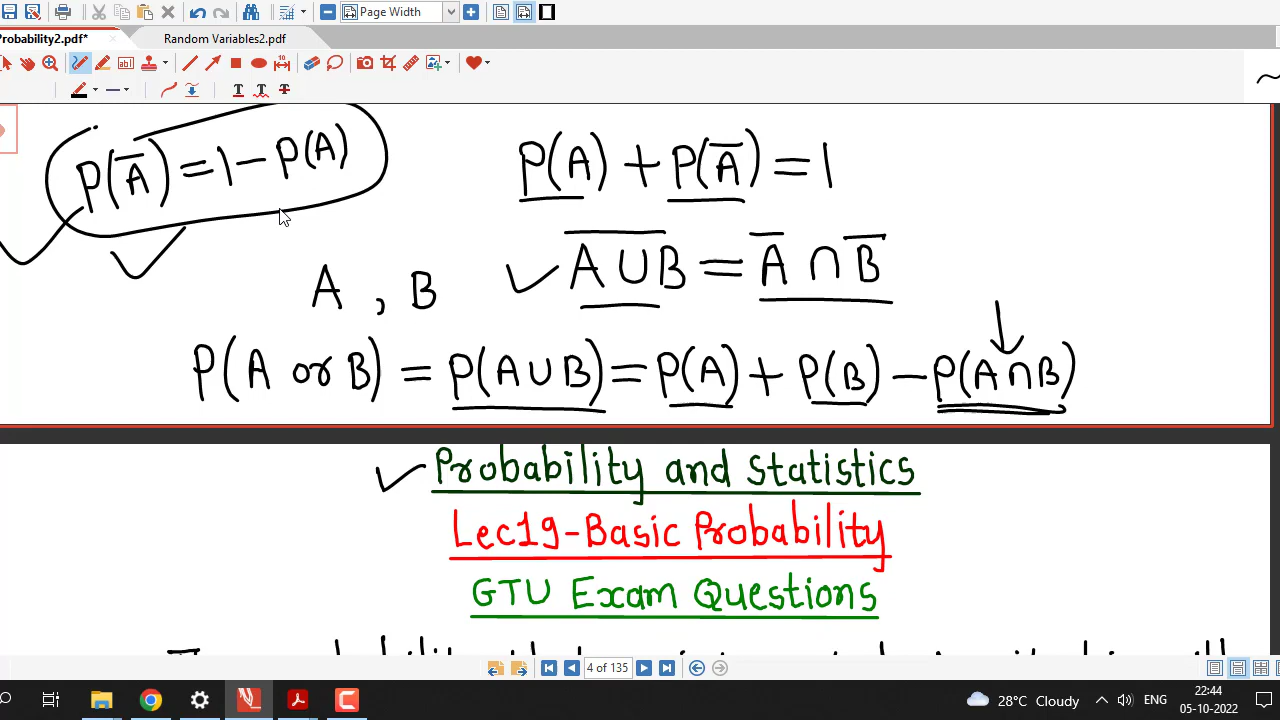 Page Width
Probability2.pdf*
Random Variables2.pdf
10
P(A̅) = 1 - P(A)
P(A) + P(A̅) = 1
A , B
A̅ ̅∪̅ ̅B̅ = A̅ ∩ B̅
P(A or B) = P(A∪B) = P(A) + P(B) - P(A∩B)
Probability and Statistics
Lec19-Basic Probability
GTU Exam Questions
4 of 135
28°C Cloudy
ENG
22:44
05-10-2022